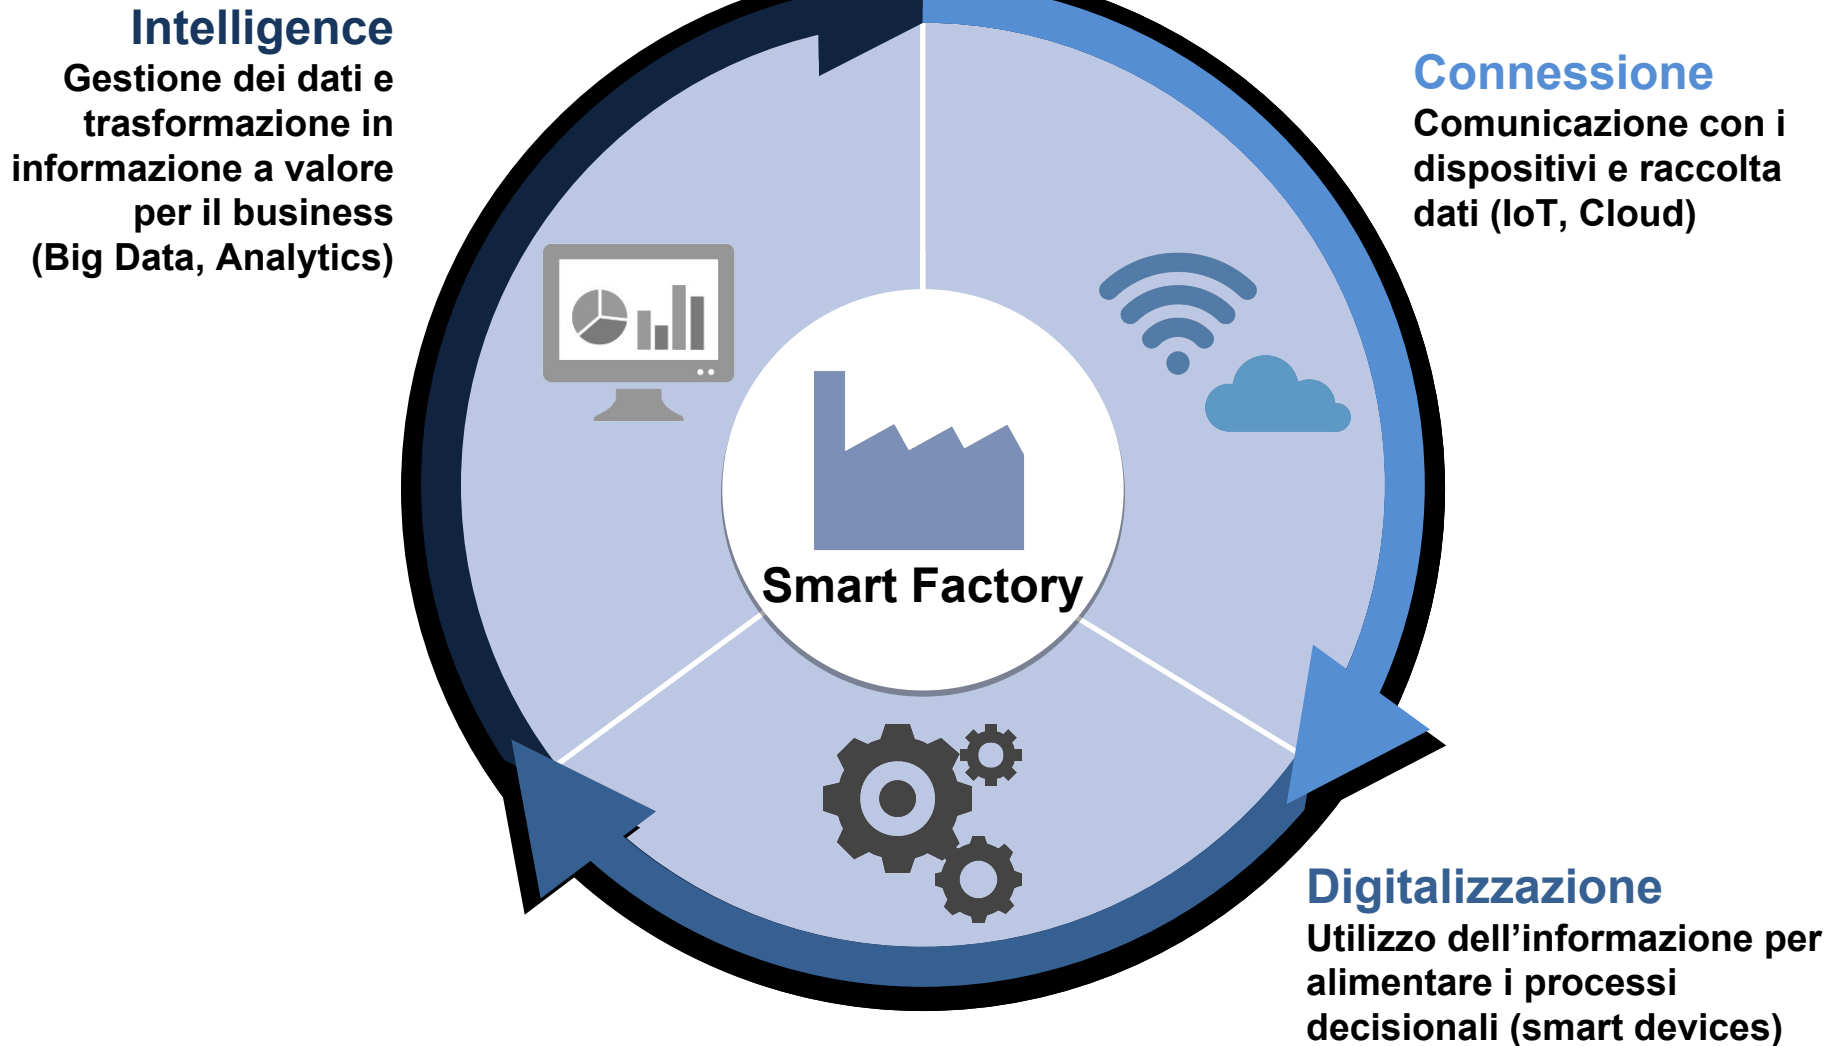 Intelligence
Gestione dei dati e
trasformazione in
informazione a valore
per il business
(Big Data, Analytics)
Connessione
Comunicazione con i
dispositivi e raccolta
dati (IoT, Cloud)
Smart Factory
Digitalizzazione
Utilizzo dell’informazione per
alimentare i processi
decisionali (smart devices)